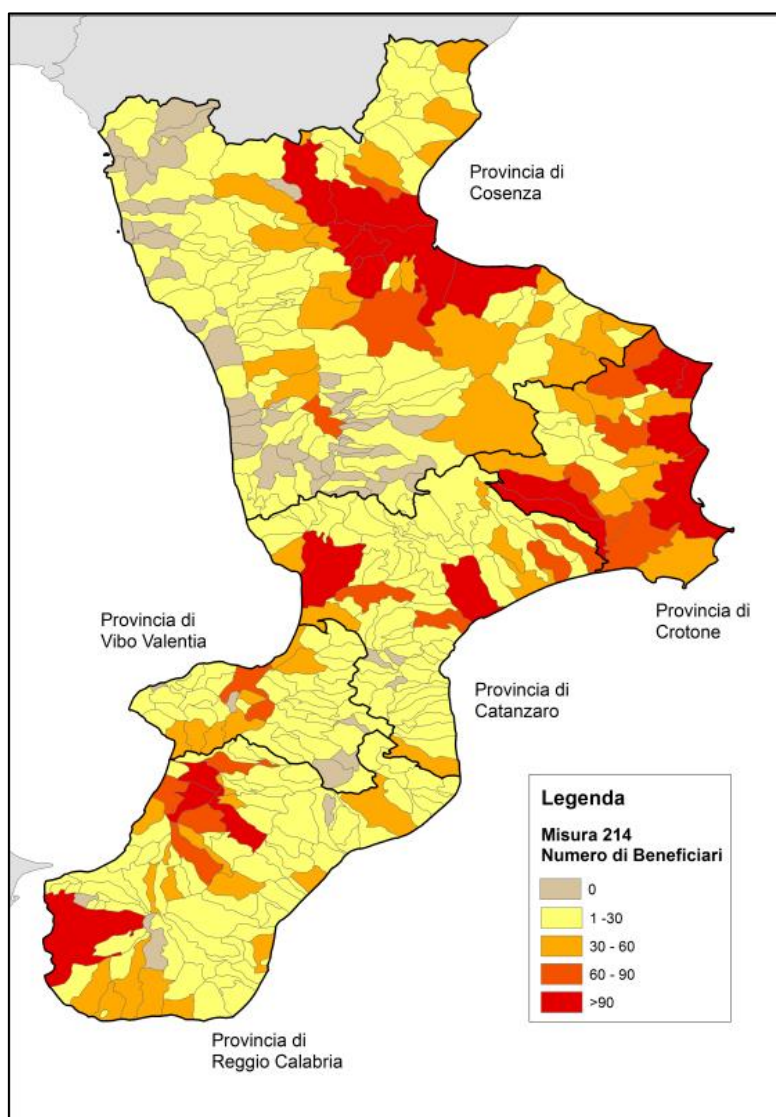 Provincia di
Cosenza
Provincia di
Vibo Valentia
Provincia di
Crotone
Provincia di
Catanzaro
Legenda
Misura 214
Numero di Beneficiari
0
1 -30
30 - 60
60 - 90
>90
Provincia di
Reggio Calabria